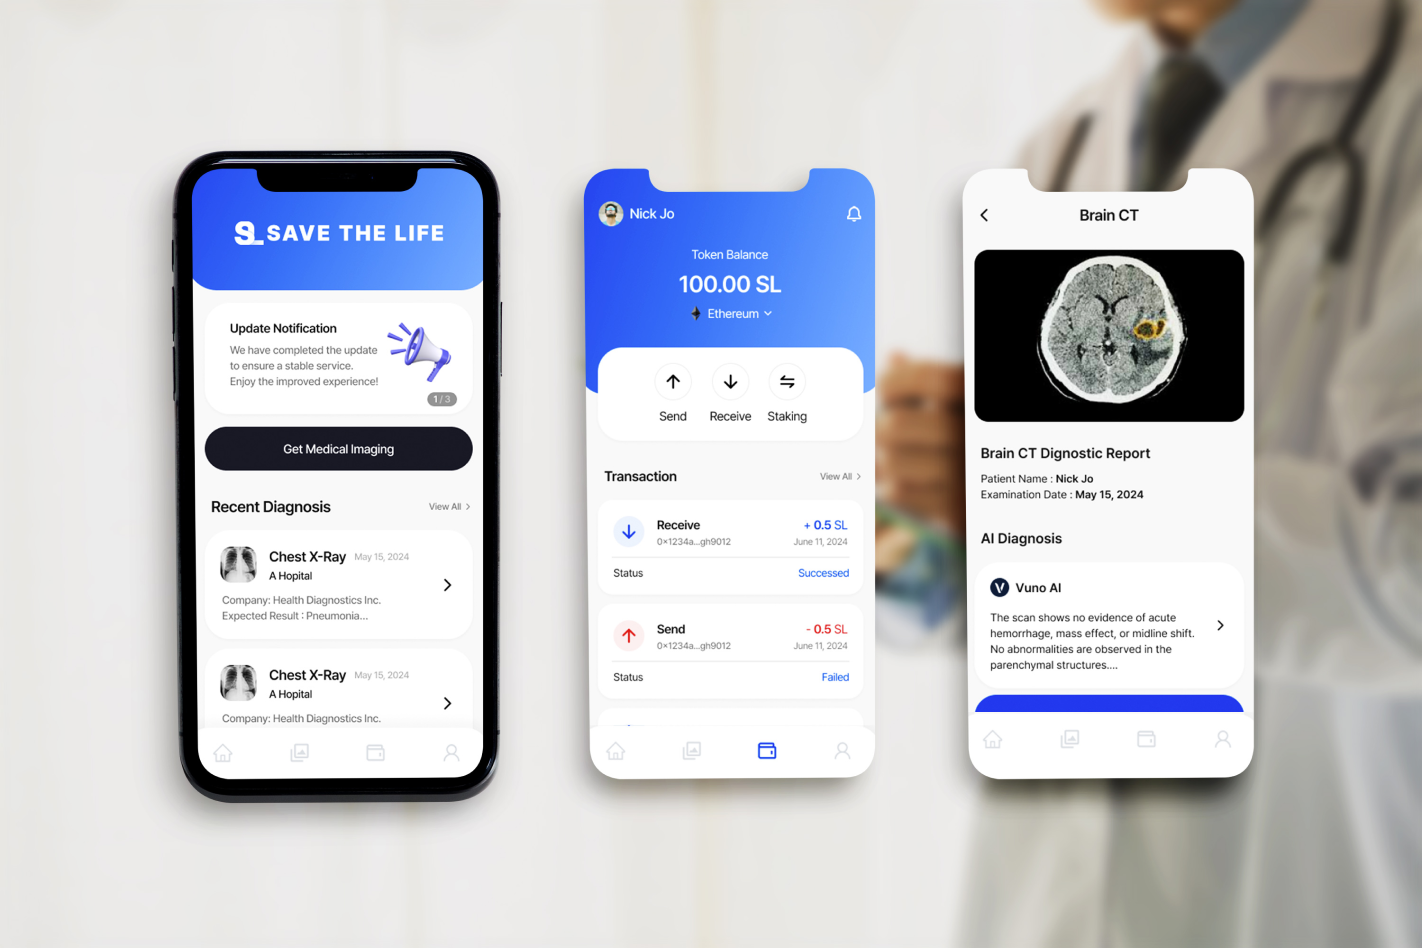 SL SAVE THE LIFE
Update Notification
We have completed the update
to ensure a stable service.
Enjoy the improved experience!
1 / 3
Get Medical Imaging
Recent Diagnosis
View All >
Chest X-Ray May 15, 2024
A Hopital
Company: Health Diagnostics Inc.
Expected Result : Pneumonia...
Chest X-Ray May 15, 2024
A Hopital
Company: Health Diagnostics Inc.
Nick Jo
Token Balance
100.00 SL
Ethereum
Send Receive Staking
Transaction
View All >
Receive + 0.5 SL
0x1234a...gh9012 June 11, 2024
Status Successed
Send - 0.5 SL
0x1234a...gh9012 June 11, 2024
Status Failed
Brain CT
Brain CT Dignostic Report
Patient Name : Nick Jo
Examination Date : May 15, 2024
AI Diagnosis
V Vuno AI
The scan shows no evidence of acute
hemorrhage, mass effect, or midline shift.
No abnormalities are observed in the
parenchymal structures....